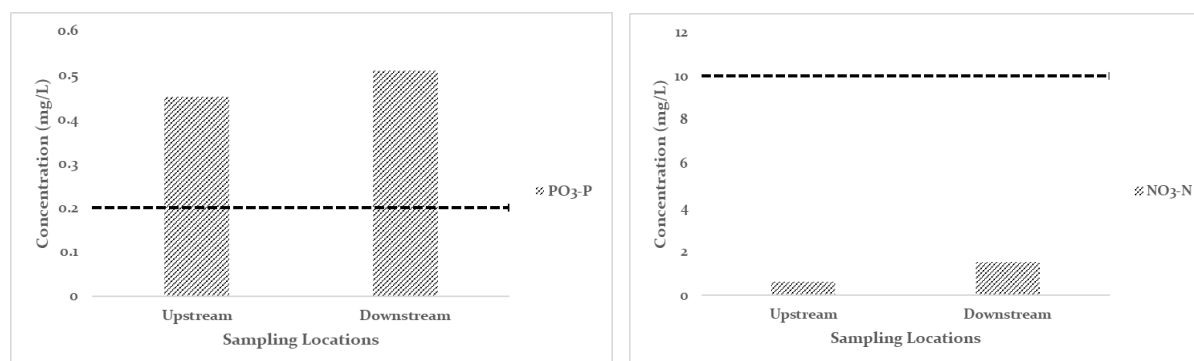 0.6
0.5
0.4
0.3
0.2
0.1
0
Concentration (mg/L)
Upstream
Downstream
Sampling Locations
PO3-P
12
10
8
6
4
2
0
Concentration (mg/L)
Upstream
Downstream
Sampling Locations
NO3-N